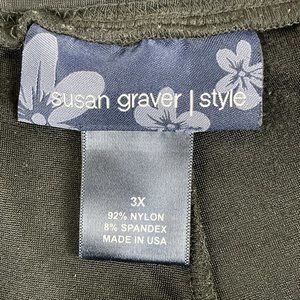 susan graver | style
3X
92% NYLON
8% SPANDEX
MADE IN USA